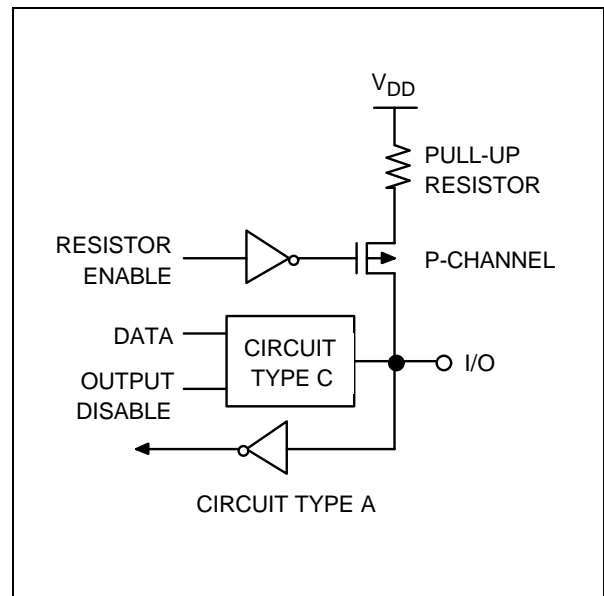 VDD
PULL-UP
RESISTOR
RESISTOR
ENABLE
P-CHANNEL
DATA
OUTPUT
DISABLE
CIRCUIT
TYPE C
I/O
CIRCUIT TYPE A